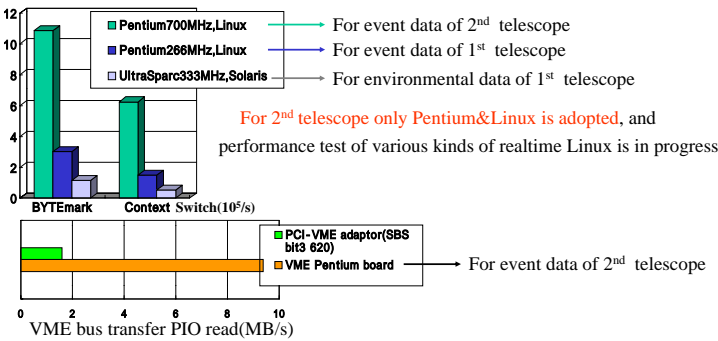 12
10
8
6
4
2
0
Pentium700MHz,Linux
Pentium266MHz,Linux
UltraSparc333MHz,Solaris
For event data of 2nd telescope
For event data of 1st telescope
For environmental data of 1st telescope
For 2nd telescope only Pentium&Linux is adopted, and
performance test of various kinds of realtime Linux is in progress
BYTEmark Context Switch(10⁵/s)
PCI-VME adaptor(SBS
bit3 620)
VME Pentium board
For event data of 2nd telescope
0 2 4 6 8 10
VME bus transfer PIO read(MB/s)